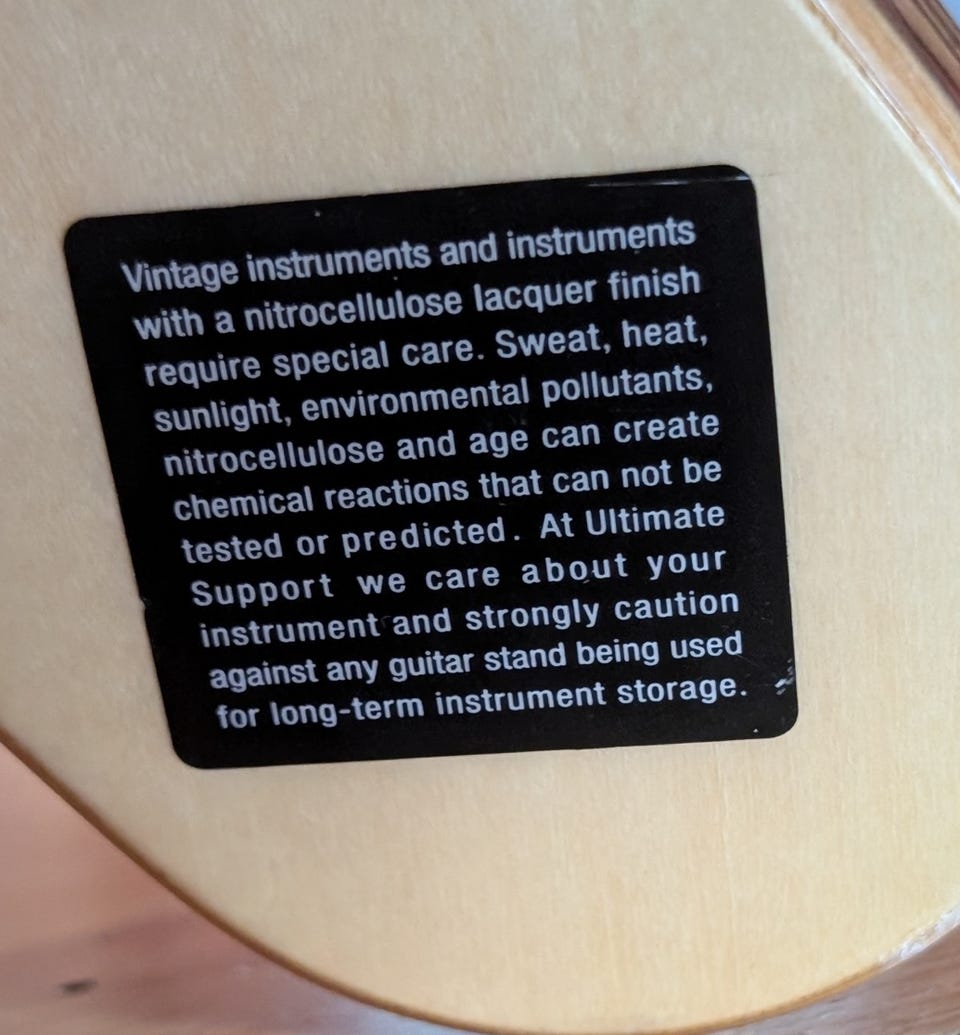 Vintage instruments and instruments
with a nitrocellulose lacquer finish
require special care. Sweat, heat,
sunlight, environmental pollutants,
nitrocellulose and age can create
chemical reactions that can not be
tested or predicted. At Ultimate
Support we care about your
instrument and strongly caution
against any guitar stand being used
for long-term instrument storage.